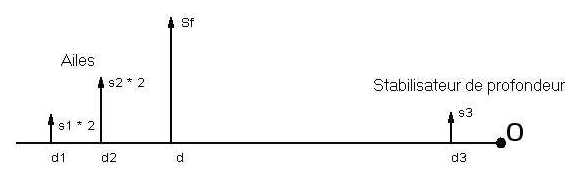 Sf
Ailes
s2 * 2
Stabilisateur de profondeur
s1 * 2
s3
O
d1
d2
d
d3